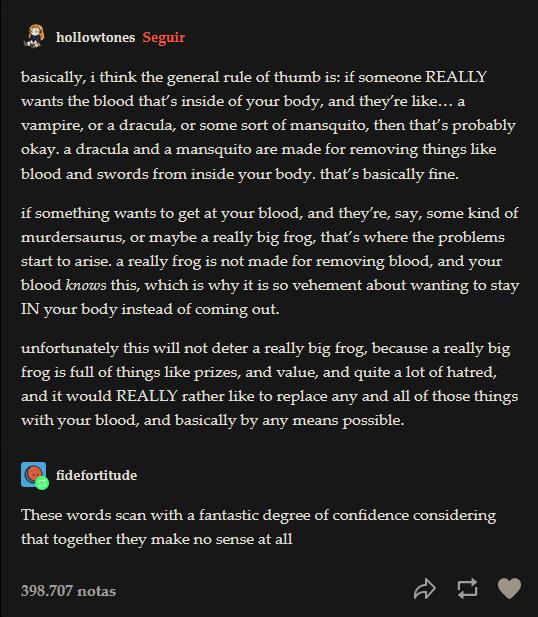 hollowtones Seguir
basically, i think the general rule of thumb is: if someone REALLY
wants the blood that's inside of your body, and they're like… a
vampire, or a dracula, or some sort of mansquito, then that's probably
okay. a dracula and a mansquito are made for removing things like
blood and swords from inside your body. that's basically fine.
if something wants to get at your blood, and they're, say, some kind of
murdersaurus, or maybe a really big frog, that's where the problems
start to arise. a really frog is not made for removing blood, and your
blood knows this, which is why it is so vehement about wanting to stay
IN your body instead of coming out.
unfortunately this will not deter a really big frog, because a really big
frog is full of things like prizes, and value, and quite a lot of hatred,
and it would REALLY rather like to replace any and all of those things
with your blood, and basically by any means possible.
fidefortitude
These words scan with a fantastic degree of confidence considering
that together they make no sense at all
398.707 notas